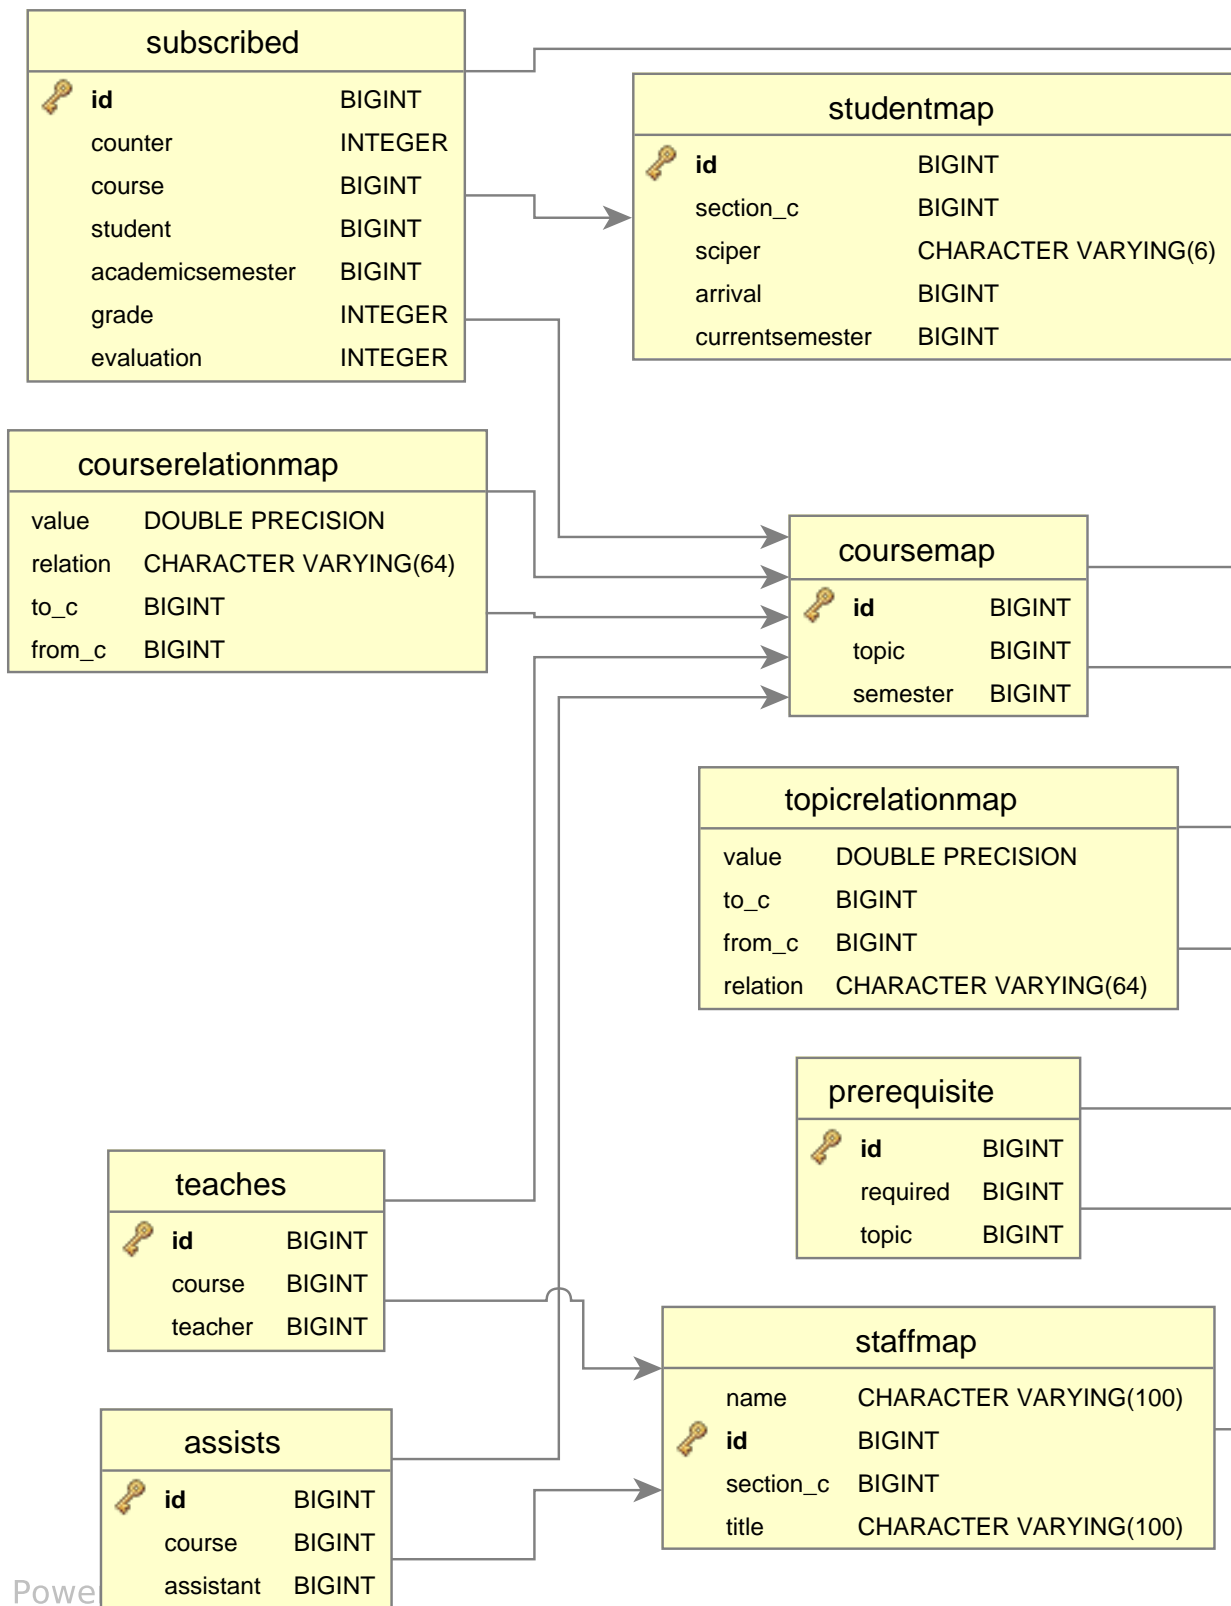 subscribed
id BIGINT
counter INTEGER
course BIGINT
student BIGINT
academicsemester BIGINT
grade INTEGER
evaluation INTEGER
studentmap
id BIGINT
section_c BIGINT
sciper CHARACTER VARYING(6)
arrival BIGINT
currentsemester BIGINT
courserelationmap
value DOUBLE PRECISION
relation CHARACTER VARYING(64)
to_c BIGINT
from_c BIGINT
coursemap
id BIGINT
topic BIGINT
semester BIGINT
topicrelationmap
value DOUBLE PRECISION
to_c BIGINT
from_c BIGINT
relation CHARACTER VARYING(64)
prerequisite
id BIGINT
required BIGINT
topic BIGINT
teaches
id BIGINT
course BIGINT
teacher BIGINT
staffmap
name CHARACTER VARYING(100)
id BIGINT
section_c BIGINT
title CHARACTER VARYING(100)
assists
id BIGINT
course BIGINT
assistant BIGINT
Powe